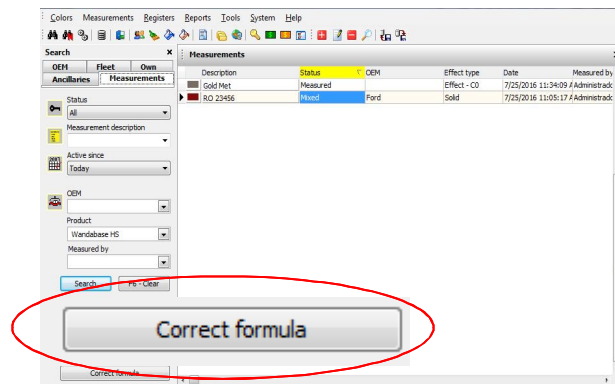 Colors Measurements Registers Reports Tools System Help
Search x
OEM Fleet Own
Ancillaries Measurements
Status
All
Measurement description
Active since
Today
OEM
Product
Wandabase HS
Measured by
Search F6 - Clear
Correct formula
Correct formula
Measurements
Description Status OEM Effect type Date Measured by
Gold Met Measured Effect - C0 7/25/2016 11:34:09 A Administradc
RO 23456 Mixed Ford Solid 7/25/2016 11:05:17 A Administradc